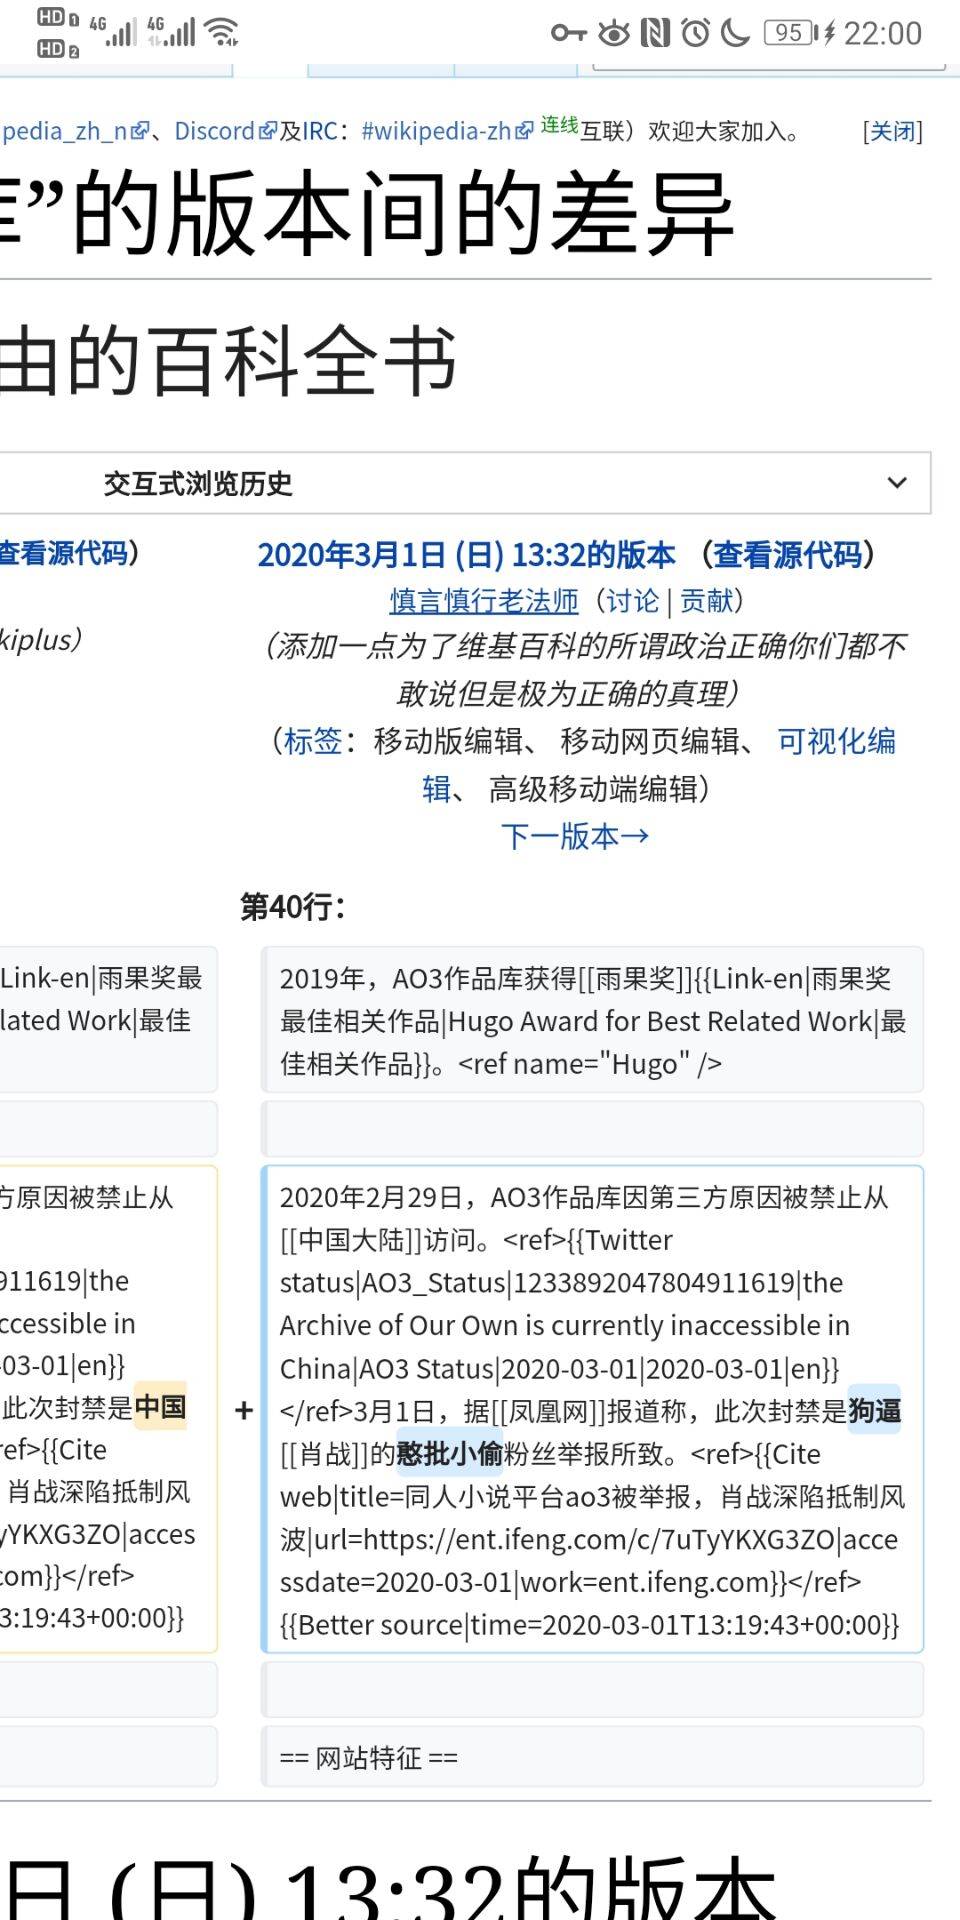 HD 1 4G 4G 95 22:00
HD 2
pedia_zh_n、Discord及IRC：#wikipedia-zh 连线互联）欢迎大家加入。 [关闭]
”的版本间的差异
由的百科全书
交互式浏览历史
查看源代码）
2020年3月1日 (日) 13:32的版本 （查看源代码）
慎言慎行老法师（讨论 | 贡献）
kiplus）
（添加一点为了维基百科的所谓政治正确你们都不
敢说但是极为正确的真理）
（标签：移动版编辑、 移动网页编辑、 可视化编
辑、 高级移动端编辑）
下一版本→
第40行：
Link-en|雨果奖最
lated Work|最佳
2019年，AO3作品库获得[[雨果奖]]{{Link-en|雨果奖
最佳相关作品|Hugo Award for Best Related Work|最
佳相关作品}}。<ref name="Hugo" />
方原因被禁止从
911619|the
ccessible in
-03-01|en}}
此次封禁是中国
ref>{{Cite
肖战深陷抵制风
yYKXG3ZO|acces
com}}</ref>
3:19:43+00:00}}
+
2020年2月29日，AO3作品库因第三方原因被禁止从
[[中国大陆]]访问。<ref>{{Twitter
status|AO3_Status|1233892047804911619|the
Archive of Our Own is currently inaccessible in
China|AO3 Status|2020-03-01|2020-03-01|en}}
</ref>3月1日，据[[凤凰网]]报道称，此次封禁是狗逼
[[肖战]]的憨批小偷粉丝举报所致。<ref>{{Cite
web|title=同人小说平台ao3被举报，肖战深陷抵制风
波|url=https://ent.ifeng.com/c/7uTyYKXG3ZO|acce
ssdate=2020-03-01|work=ent.ifeng.com}}</ref>
{{Better source|time=2020-03-01T13:19:43+00:00}}
== 网站特征 ==
日 (日) 13:32的版本